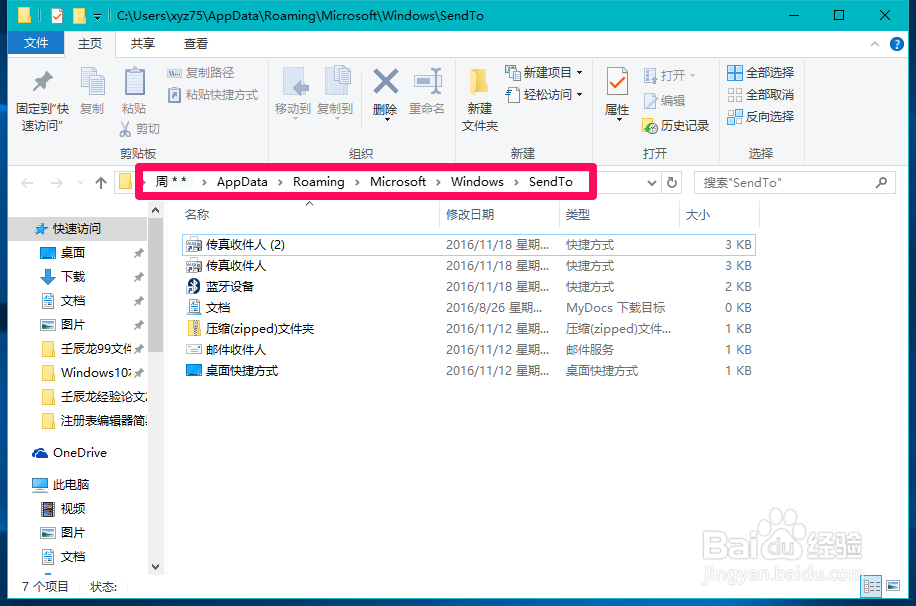 C:\Users\xyz75\AppData\Roaming\Microsoft\Windows\SendTo
文件 主页 共享 查看
固定到"快速访问"
复制
粘贴
复制路径
粘贴快捷方式
剪切
剪贴板
移动到
复制到
删除
重命名
组织
新建文件夹
新建项目
轻松访问
新建
属性
打开
编辑
历史记录
打开
全部选择
全部取消
反向选择
选择
周 * * › AppData › Roaming › Microsoft › Windows › SendTo
搜索"SendTo"
快速访问
桌面
下载
文档
图片
壬辰龙99文件
Windows10
壬辰龙经验论文
注册表编辑器简
OneDrive
此电脑
视频
图片
文档
名称 修改日期 类型 大小
传真收件人 (2) 2016/11/18 星期... 快捷方式 3 KB
传真收件人 2016/11/18 星期... 快捷方式 3 KB
蓝牙设备 2016/11/18 星期... 快捷方式 2 KB
文档 2016/8/26 星期... MyDocs 下载目标 0 KB
压缩(zipped)文件夹 2016/11/12 星期... 压缩(zipped)文件... 1 KB
邮件收件人 2016/11/12 星期... 邮件服务 1 KB
桌面快捷方式 2016/11/12 星期... 桌面快捷方式 1 KB
Baidu经验
jingyan.baidu.com
7 个项目 状态: